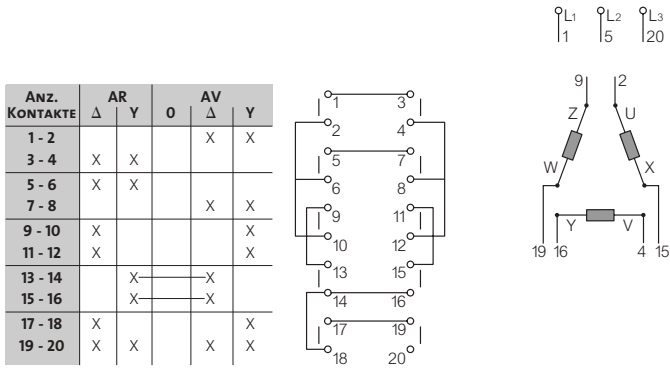 L1 L2 L3
1 5 20
9 2
Z U
W X
Y V
19 16 4 15
ANZ. KONTAKTE AR AV
Δ Y 0 Δ Y
1 - 2 X X
3 - 4 X X
5 - 6 X X
7 - 8 X X
9 - 10 X X
11 - 12 X X
13 - 14 X X
15 - 16 X X
17 - 18 X X
19 - 20 X X X X
1 3
2 4
5 7
6 8
9 11
10 12
13 15
14 16
17 19
18 20